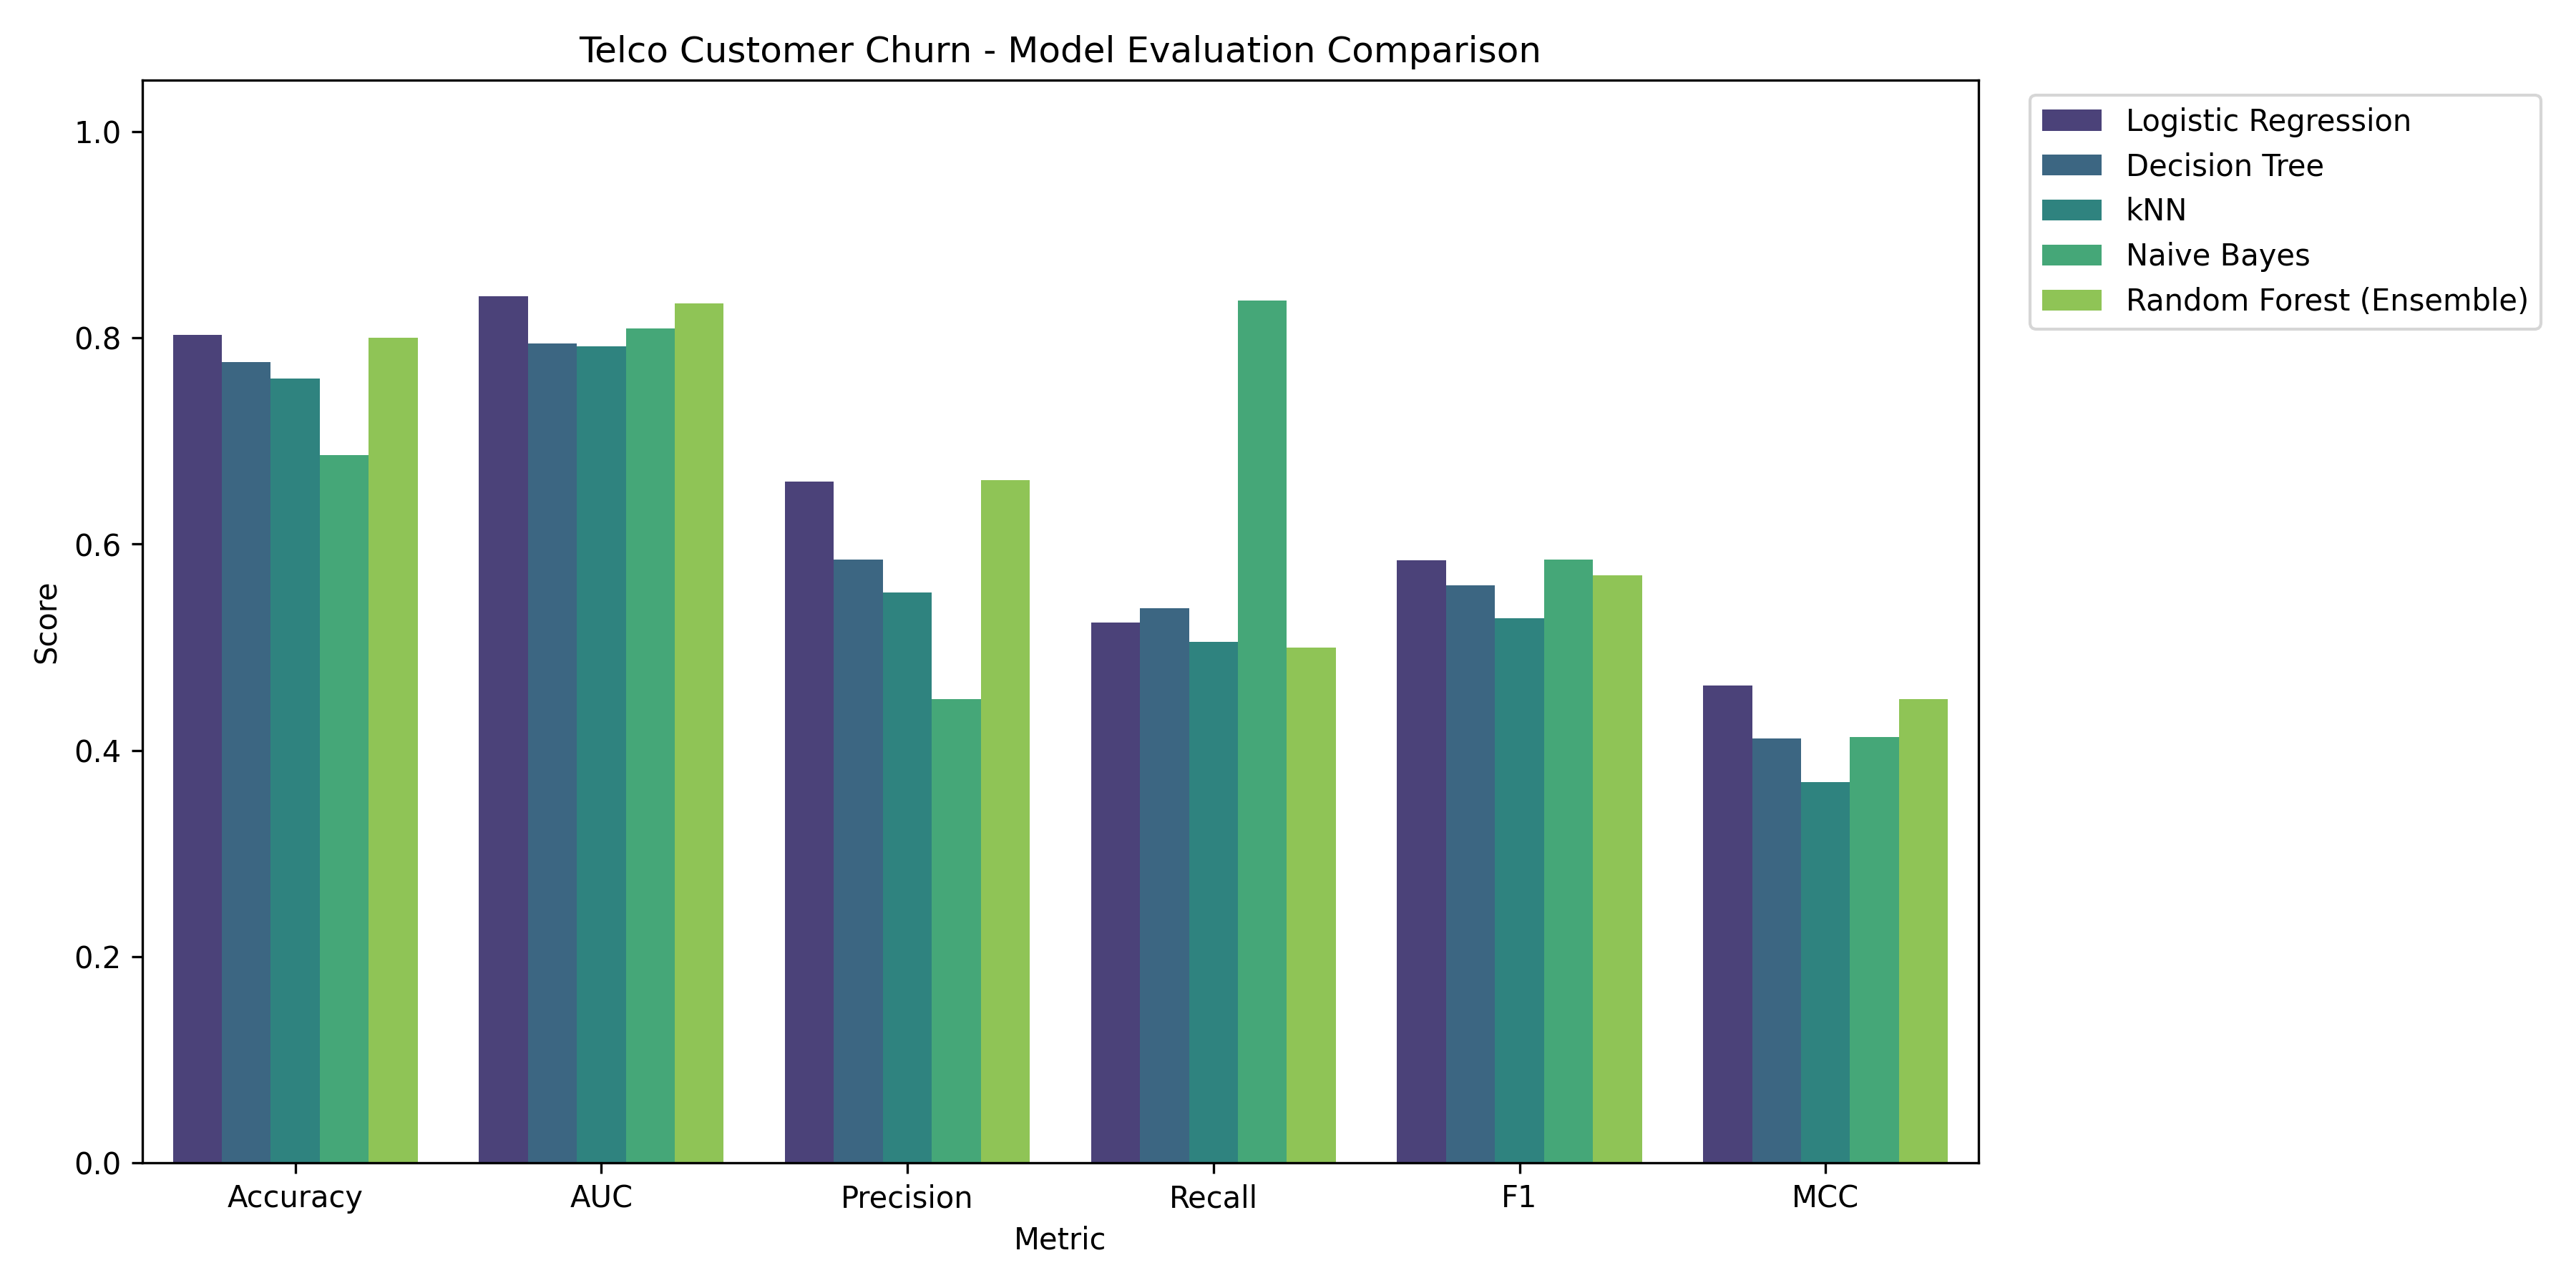 Telco Customer Churn - Model Evaluation Comparison
Logistic Regression
Decision Tree
kNN
Naive Bayes
Random Forest (Ensemble)
1.0
0.8
0.6
0.4
0.2
0.0
Score
Accuracy AUC Precision Recall F1 MCC
Metric